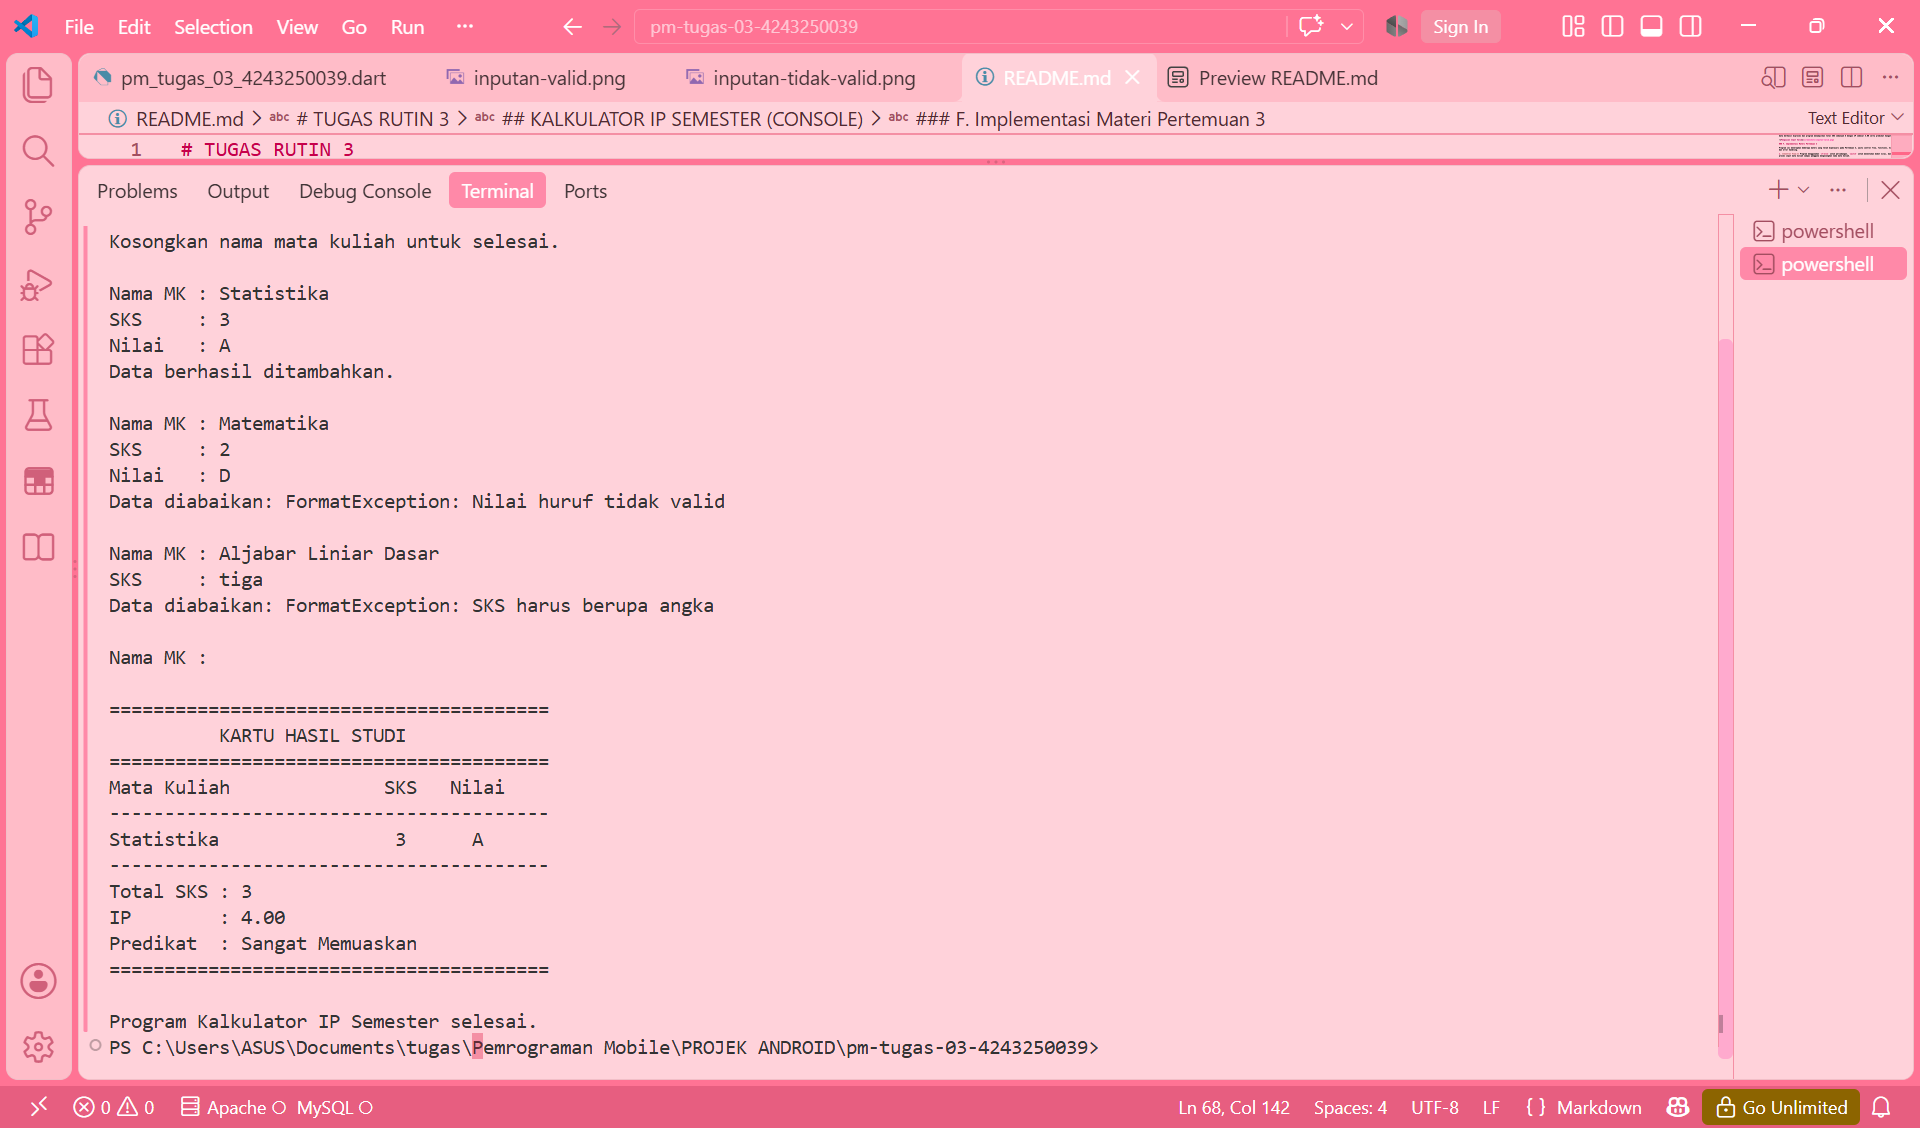 File Edit Selection View Go Run ··· pm-tugas-03-4243250039 Sign In
pm_tugas_03_4243250039.dart inputan-valid.png inputan-tidak-valid.png README.md Preview README.md
README.md > abc # TUGAS RUTIN 3 > abc ## KALKULATOR IP SEMESTER (CONSOLE) > abc ### F. Implementasi Materi Pertemuan 3 Text Editor
1 # TUGAS RUTIN 3
Problems Output Debug Console Terminal Ports
powershell
powershell
Kosongkan nama mata kuliah untuk selesai.
Nama MK : Statistika
SKS : 3
Nilai : A
Data berhasil ditambahkan.
Nama MK : Matematika
SKS : 2
Nilai : D
Data diabaikan: FormatException: Nilai huruf tidak valid
Nama MK : Aljabar Liniar Dasar
SKS : tiga
Data diabaikan: FormatException: SKS harus berupa angka
Nama MK :
========================================
KARTU HASIL STUDI
========================================
Mata Kuliah SKS Nilai
----------------------------------------
Statistika 3 A
----------------------------------------
Total SKS : 3
IP : 4.00
Predikat : Sangat Memuaskan
========================================
Program Kalkulator IP Semester selesai.
PS C:\Users\ASUS\Documents\tugas\Pemrograman Mobile\PROJEK ANDROID\pm-tugas-03-4243250039>
0 0 Apache MySQL Ln 68, Col 142 Spaces: 4 UTF-8 LF { } Markdown Go Unlimited